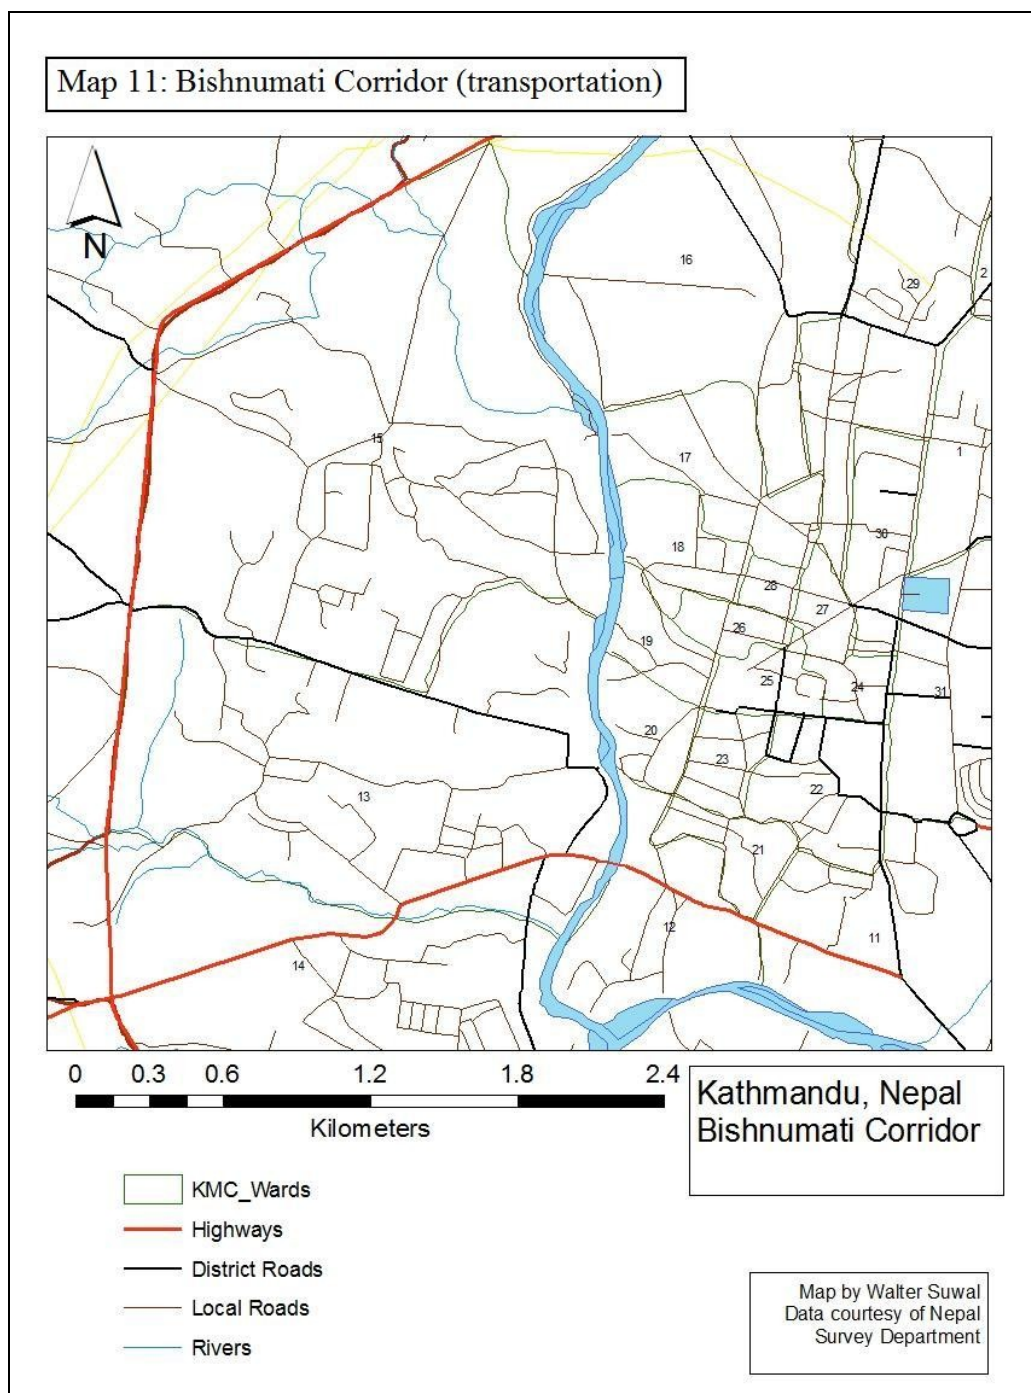 Map 11: Bishnumati Corridor (transportation)
N
16
29
2
15
17
1
18
30
28
27
26
19
25
24
31
20
23
22
13
21
12
11
14
0 0.3 0.6 1.2 1.8 2.4
Kilometers
Kathmandu, Nepal
Bishnumati Corridor
KMC_Wards
Highways
District Roads
Local Roads
Rivers
Map by Walter Suwal
Data courtesy of Nepal
Survey Department